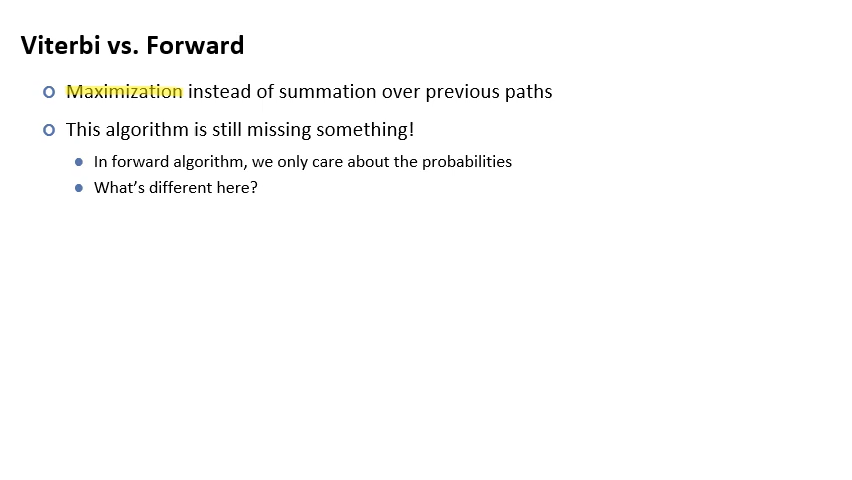 Viterbi vs. Forward
Maximization instead of summation over previous paths
This algorithm is still missing something!
In forward algorithm, we only care about the probabilities
What's different here?